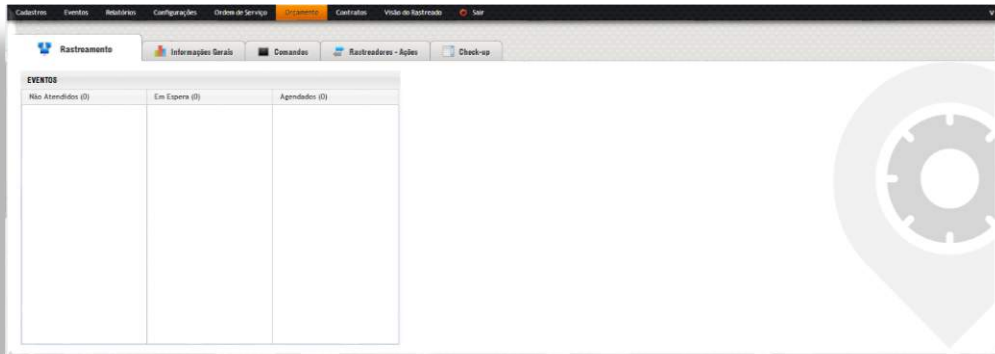 Cadastros Eventos Relatórios Configurações Ordem de Serviço Orçamento Contratos Visão do Rastreado Sair
Rastreamento Informações Gerais Comandos Rastreadores - Ações Check-up
EVENTOS
Não Atendidos (0) Em Espera (0) Agendados (0)